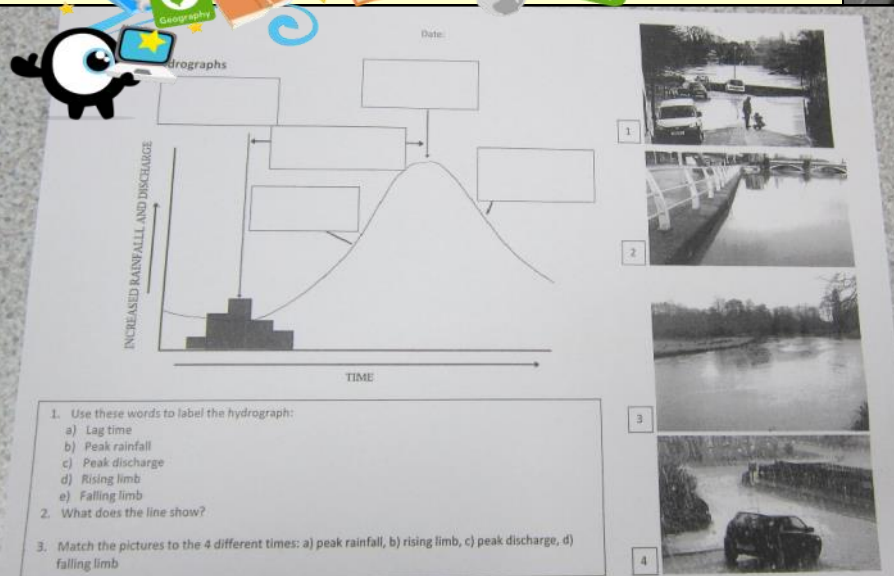 Geography
Date:
drographs
INCREASED RAINFALLL AND DISCHARGE
TIME
1. Use these words to label the hydrograph:
a) Lag time
b) Peak rainfall
c) Peak discharge
d) Rising limb
e) Falling limb
2. What does the line show?
3. Match the pictures to the 4 different times: a) peak rainfall, b) rising limb, c) peak discharge, d)
falling limb
1
2
3
4